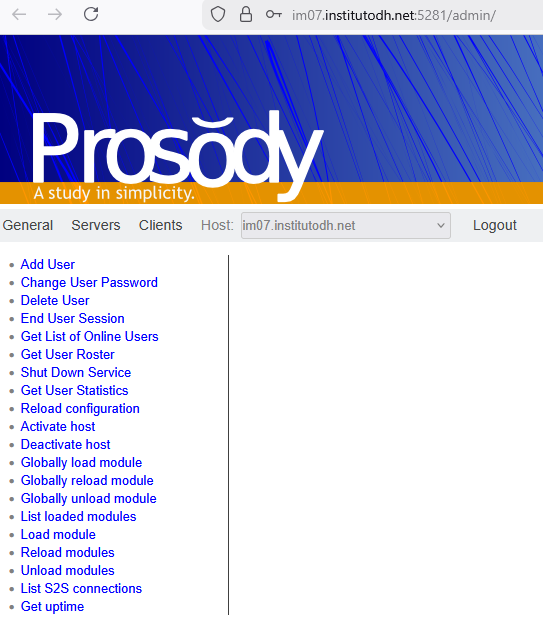 im07.institutodh.net:5281/admin/
Prosody
A study in simplicity.
General Servers Clients Host: im07.institutodh.net Logout
Add User
Change User Password
Delete User
End User Session
Get List of Online Users
Get User Roster
Shut Down Service
Get User Statistics
Reload configuration
Activate host
Deactivate host
Globally load module
Globally reload module
Globally unload module
List loaded modules
Load module
Reload modules
Unload modules
List S2S connections
Get uptime